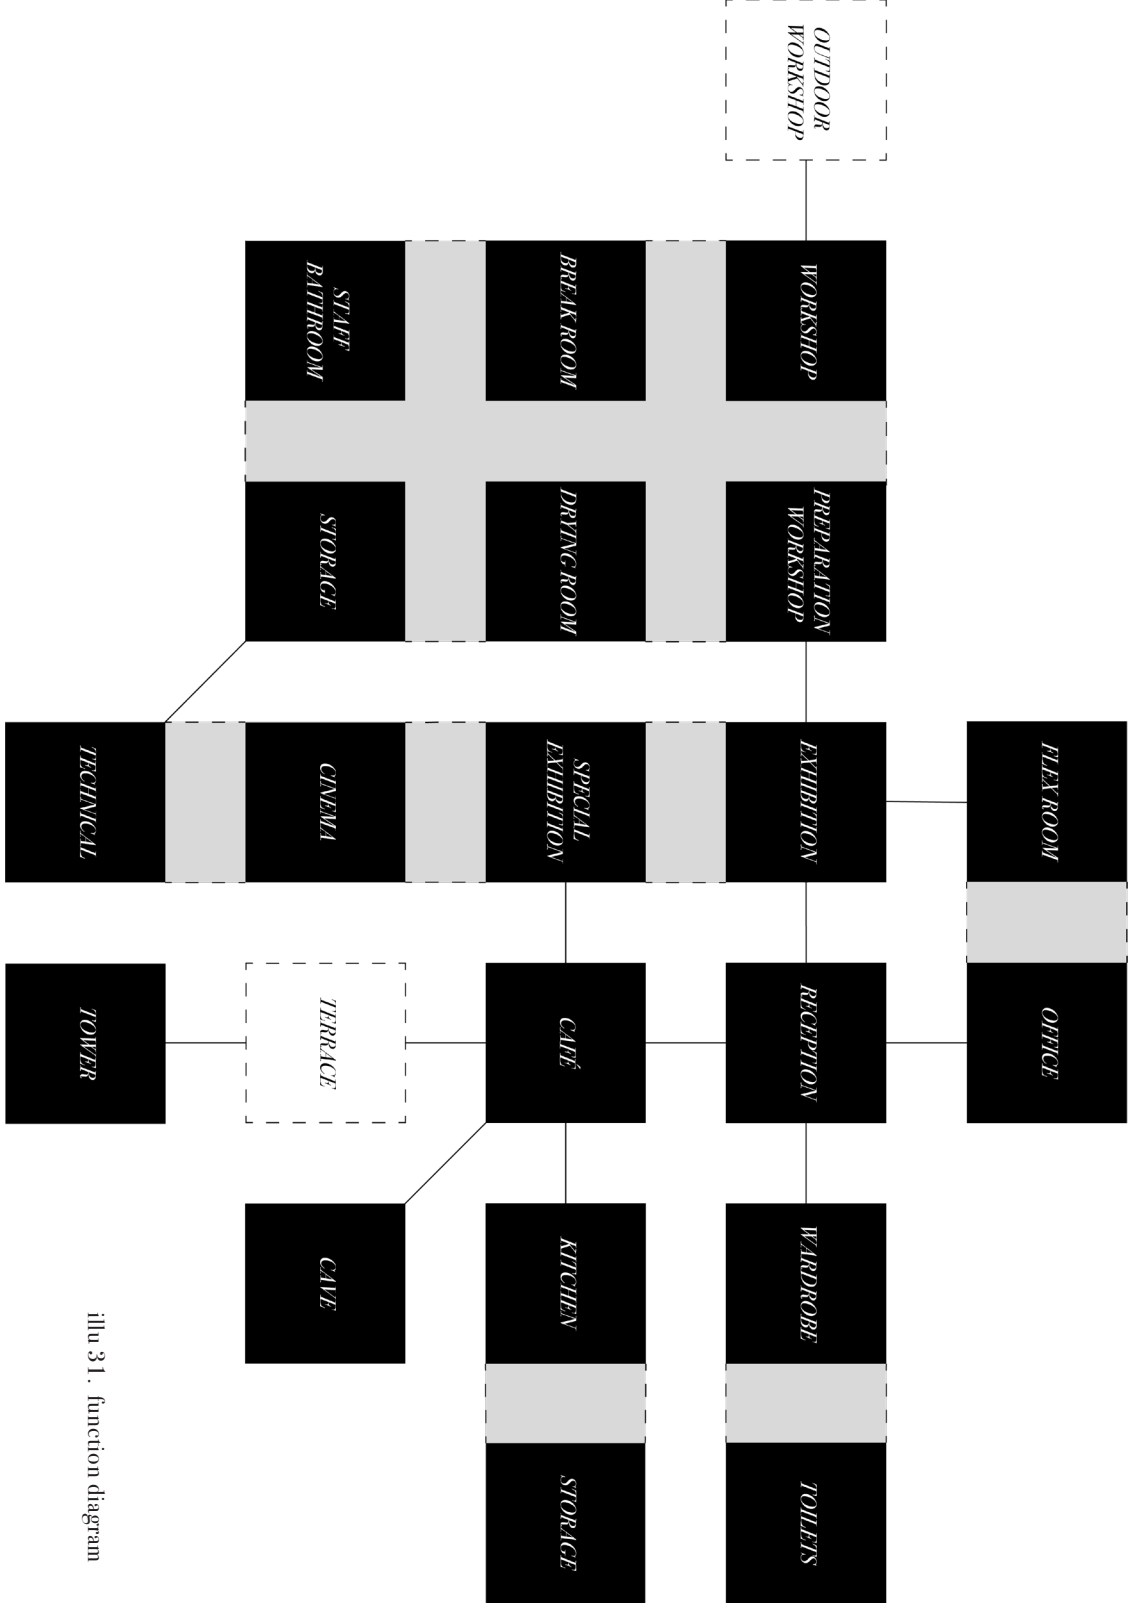 FLEX ROOM
OFFICE
OUTDOOR
WORKSHOP
WORKSHOP
PREPARATION
WORKSHOP
EXHIBITION
RECEPTION
WARDROBE
TOILETS
BREAK ROOM
DRYING ROOM
SPECIAL
EXHIBITION
CAFÉ
KITCHEN
STORAGE
STAFF
BATHROOM
STORAGE
CINEMA
TERRACE
CAVE
TECHNICAL
TOWER
illu 31. function diagram